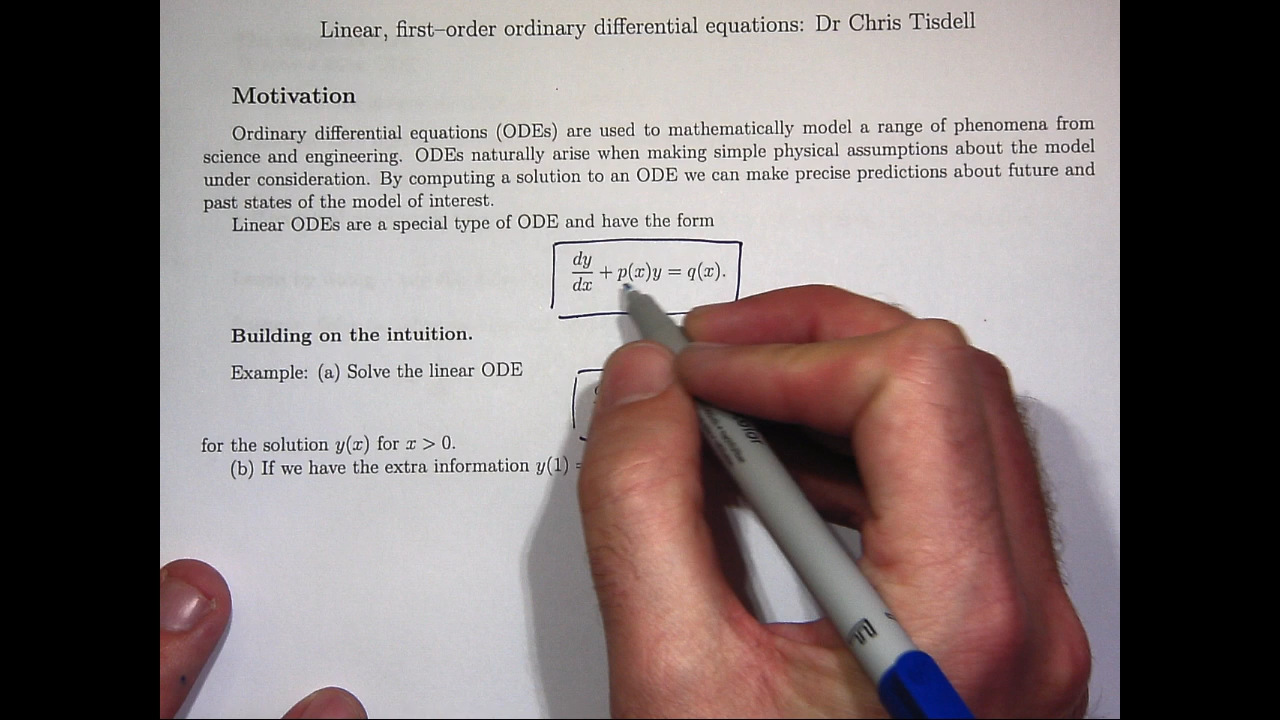 Linear, first–order ordinary differential equations: Dr Chris Tisdell
Motivation
Ordinary differential equations (ODEs) are used to mathematically model a range of phenomena from
science and engineering. ODEs naturally arise when making simple physical assumptions about the model
under consideration. By computing a solution to an ODE we can make precise predictions about future and
past states of the model of interest.
Linear ODEs are a special type of ODE and have the form
dy/dx + p(x)y = q(x).
Building on the intuition.
Example: (a) Solve the linear ODE
for the solution y(x) for x > 0.
(b) If we have the extra information y(1) =